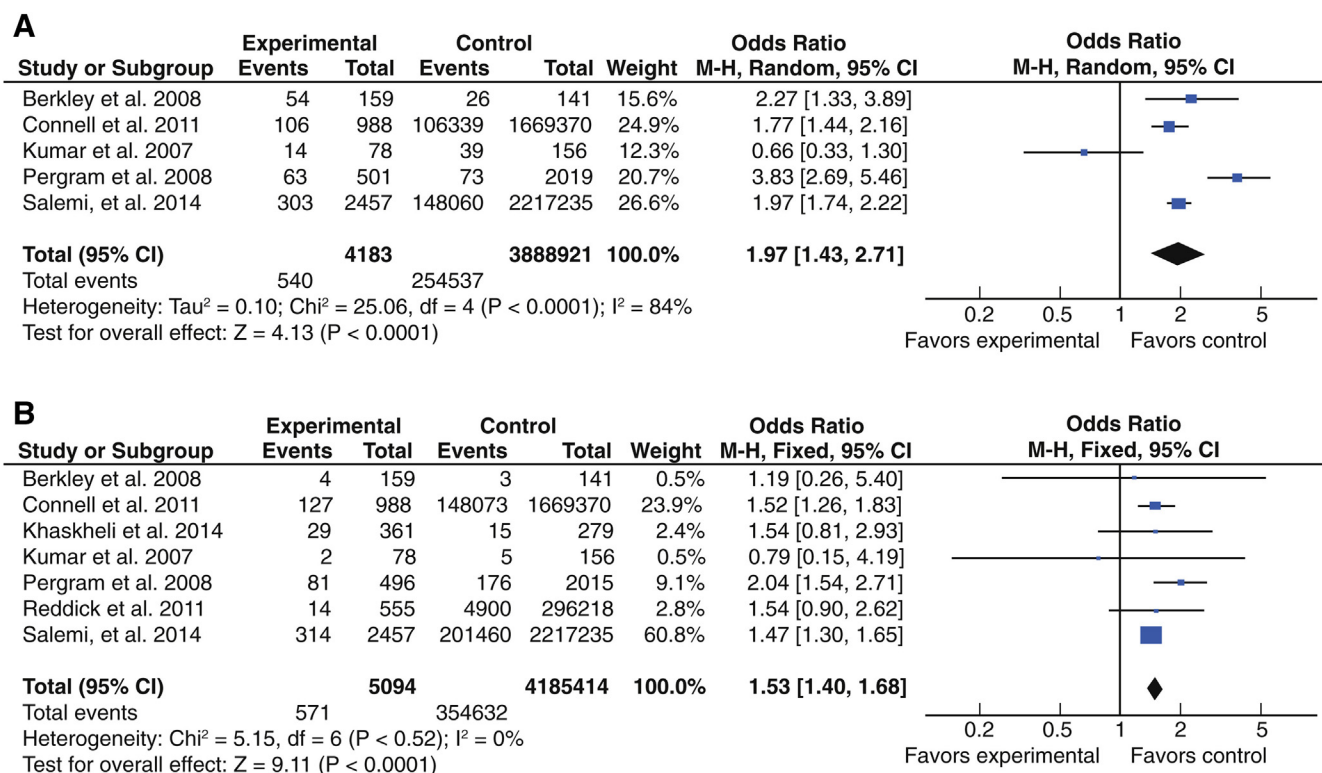 A
Experimental Control Odds Ratio Odds Ratio
Study or Subgroup Events Total Events Total Weight M-H, Random, 95% CI M-H, Random, 95% CI
Berkley et al. 2008 54 159 26 141 15.6% 2.27 [1.33, 3.89]
Connell et al. 2011 106 988 106339 1669370 24.9% 1.77 [1.44, 2.16]
Kumar et al. 2007 14 78 39 156 12.3% 0.66 [0.33, 1.30]
Pergram et al. 2008 63 501 73 2019 20.7% 3.83 [2.69, 5.46]
Salemi, et al. 2014 303 2457 148060 2217235 26.6% 1.97 [1.74, 2.22]
Total (95% CI) 4183 3888921 100.0% 1.97 [1.43, 2.71]
Total events 540 254537
Heterogeneity: Tau² = 0.10; Chi² = 25.06, df = 4 (P < 0.0001); I² = 84%
Test for overall effect: Z = 4.13 (P < 0.0001)
0.2 0.5 1 2 5
Favors experimental Favors control
B
Experimental Control Odds Ratio Odds Ratio
Study or Subgroup Events Total Events Total Weight M-H, Fixed, 95% CI M-H, Fixed, 95% CI
Berkley et al. 2008 4 159 3 141 0.5% 1.19 [0.26, 5.40]
Connell et al. 2011 127 988 148073 1669370 23.9% 1.52 [1.26, 1.83]
Khaskheli et al. 2014 29 361 15 279 2.4% 1.54 [0.81, 2.93]
Kumar et al. 2007 2 78 5 156 0.5% 0.79 [0.15, 4.19]
Pergram et al. 2008 81 496 176 2015 9.1% 2.04 [1.54, 2.71]
Reddick et al. 2011 14 555 4900 296218 2.8% 1.54 [0.90, 2.62]
Salemi, et al. 2014 314 2457 201460 2217235 60.8% 1.47 [1.30, 1.65]
Total (95% CI) 5094 4185414 100.0% 1.53 [1.40, 1.68]
Total events 571 354632
Heterogeneity: Chi² = 5.15, df = 6 (P < 0.52); I² = 0%
Test for overall effect: Z = 9.11 (P < 0.0001)
0.2 0.5 1 2 5
Favors experimental Favors control